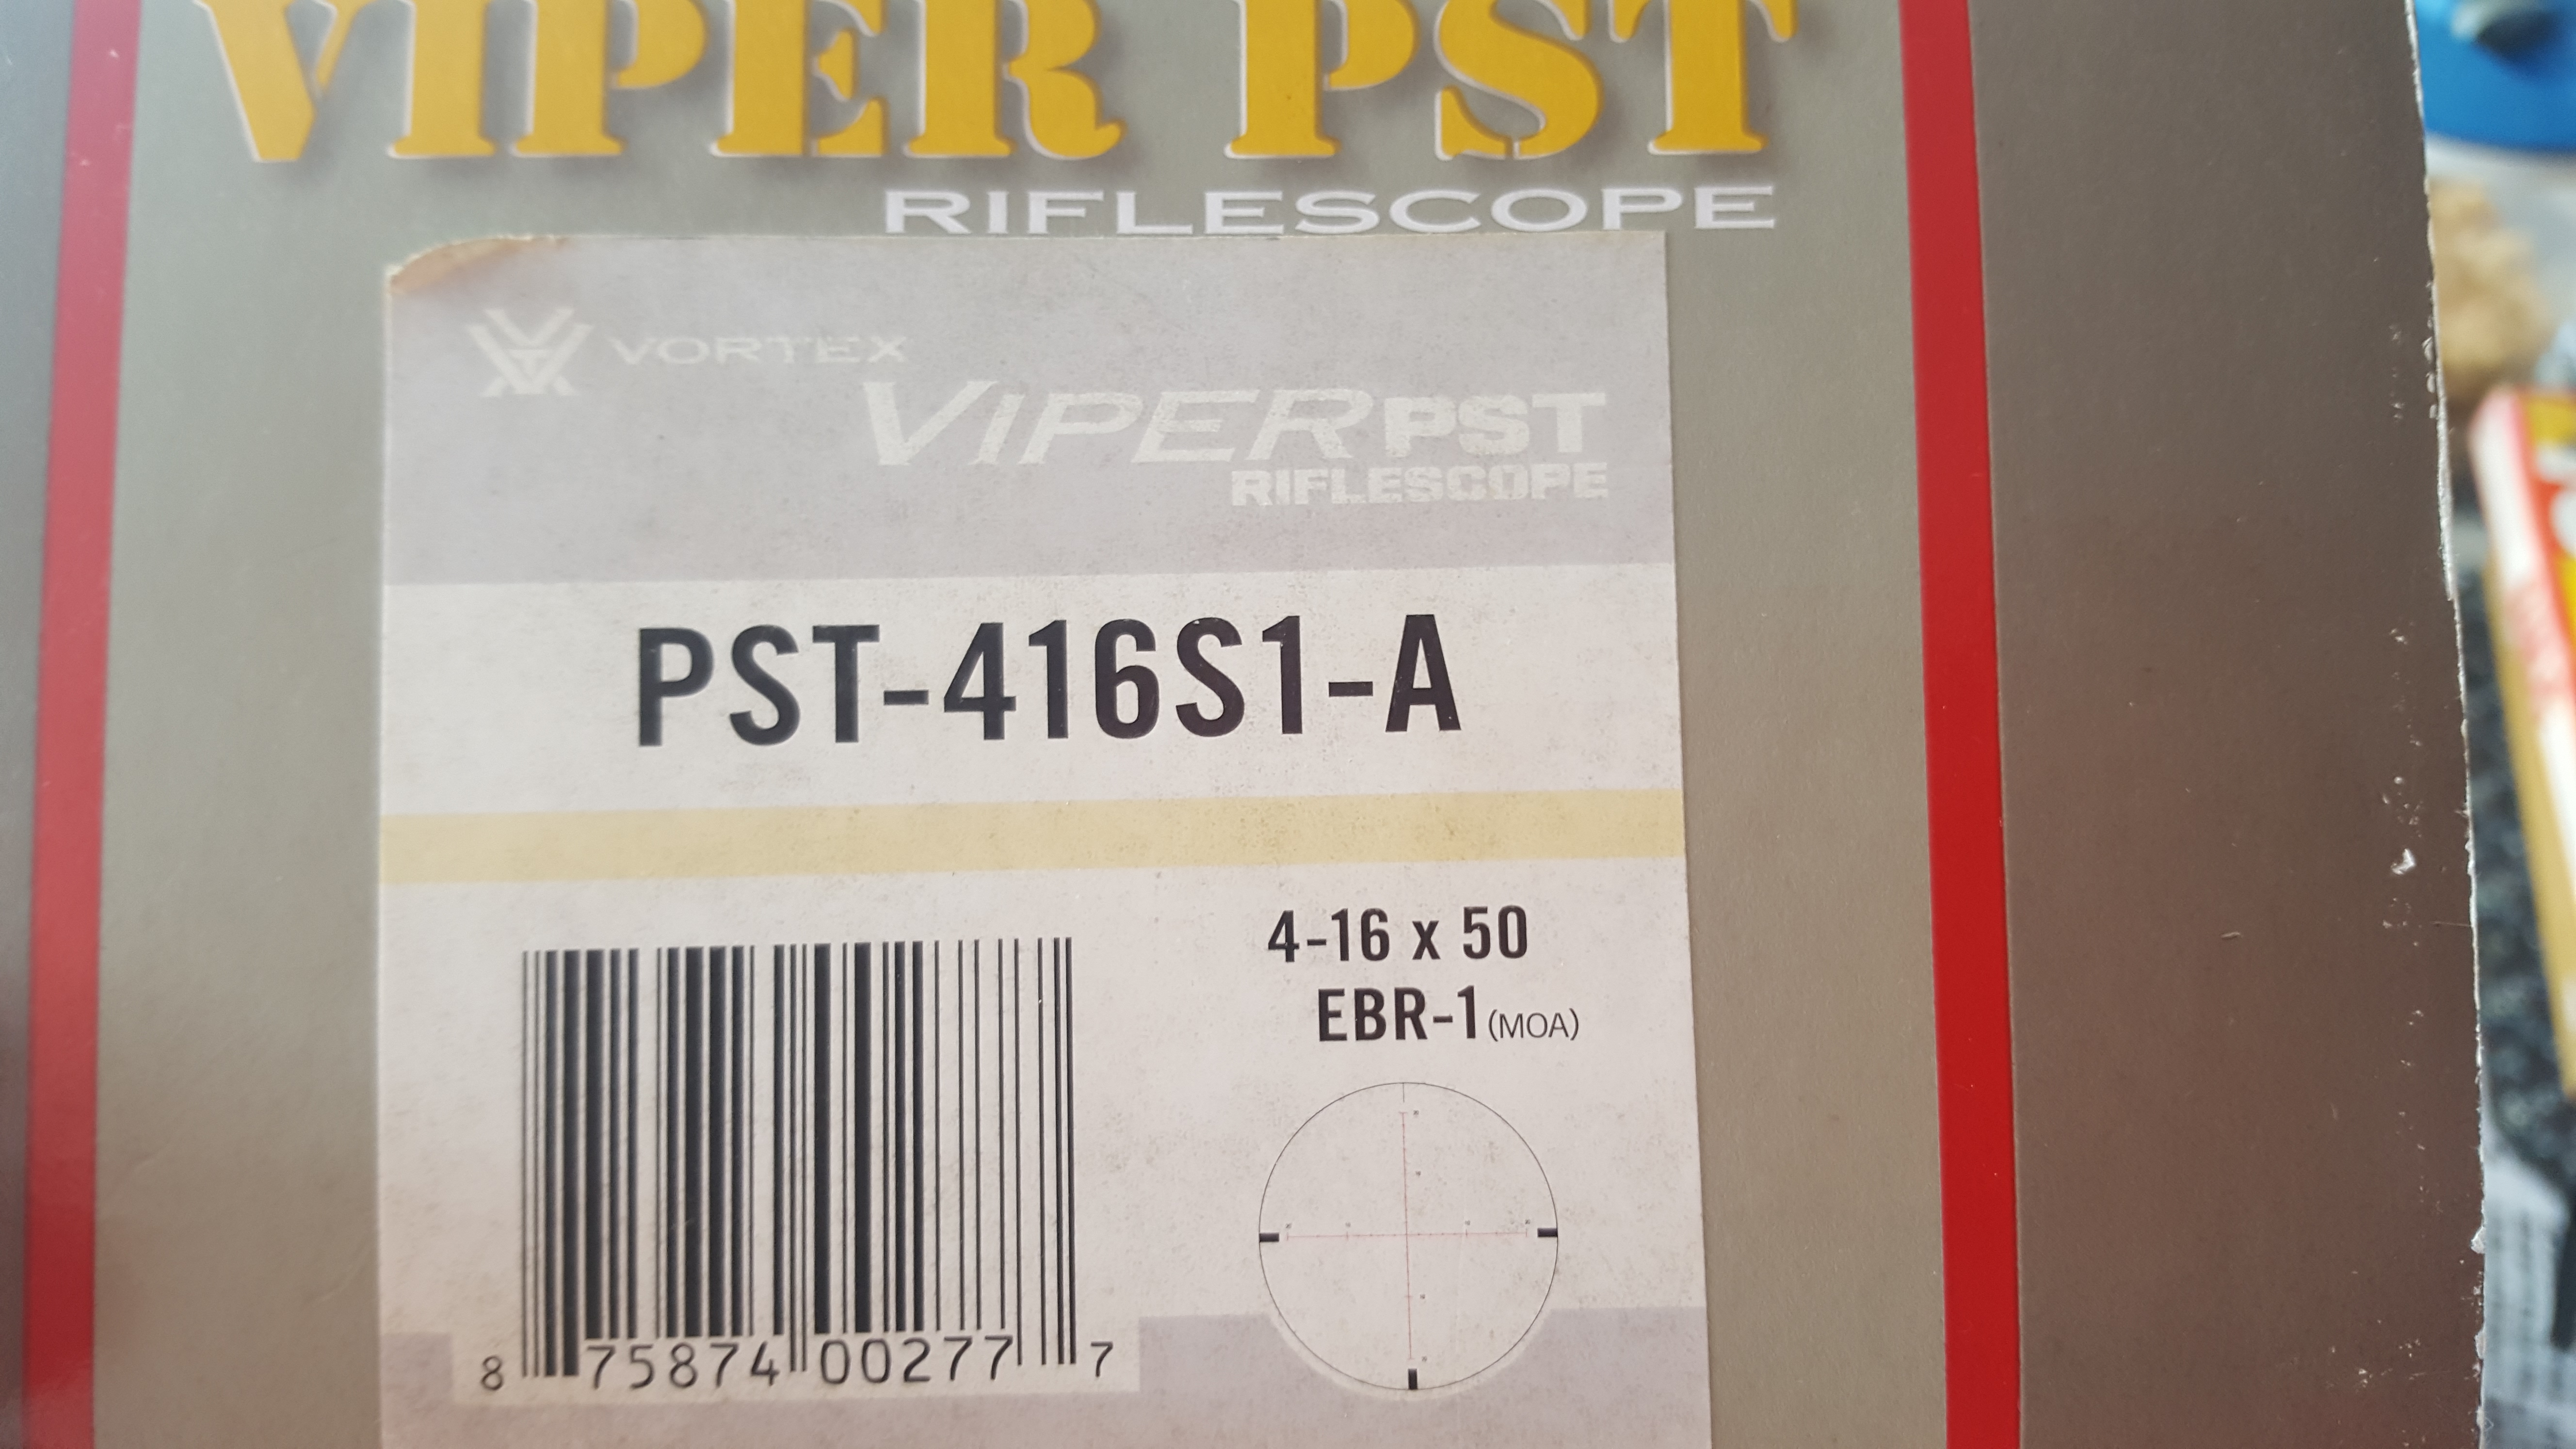 VIPER PST
RIFLESCOPE
VORTEX
VIPER PST
RIFLESCOPE
PST-416S1-A
4-16 x 50
EBR-1 (MOA)
8 75874 00277 7